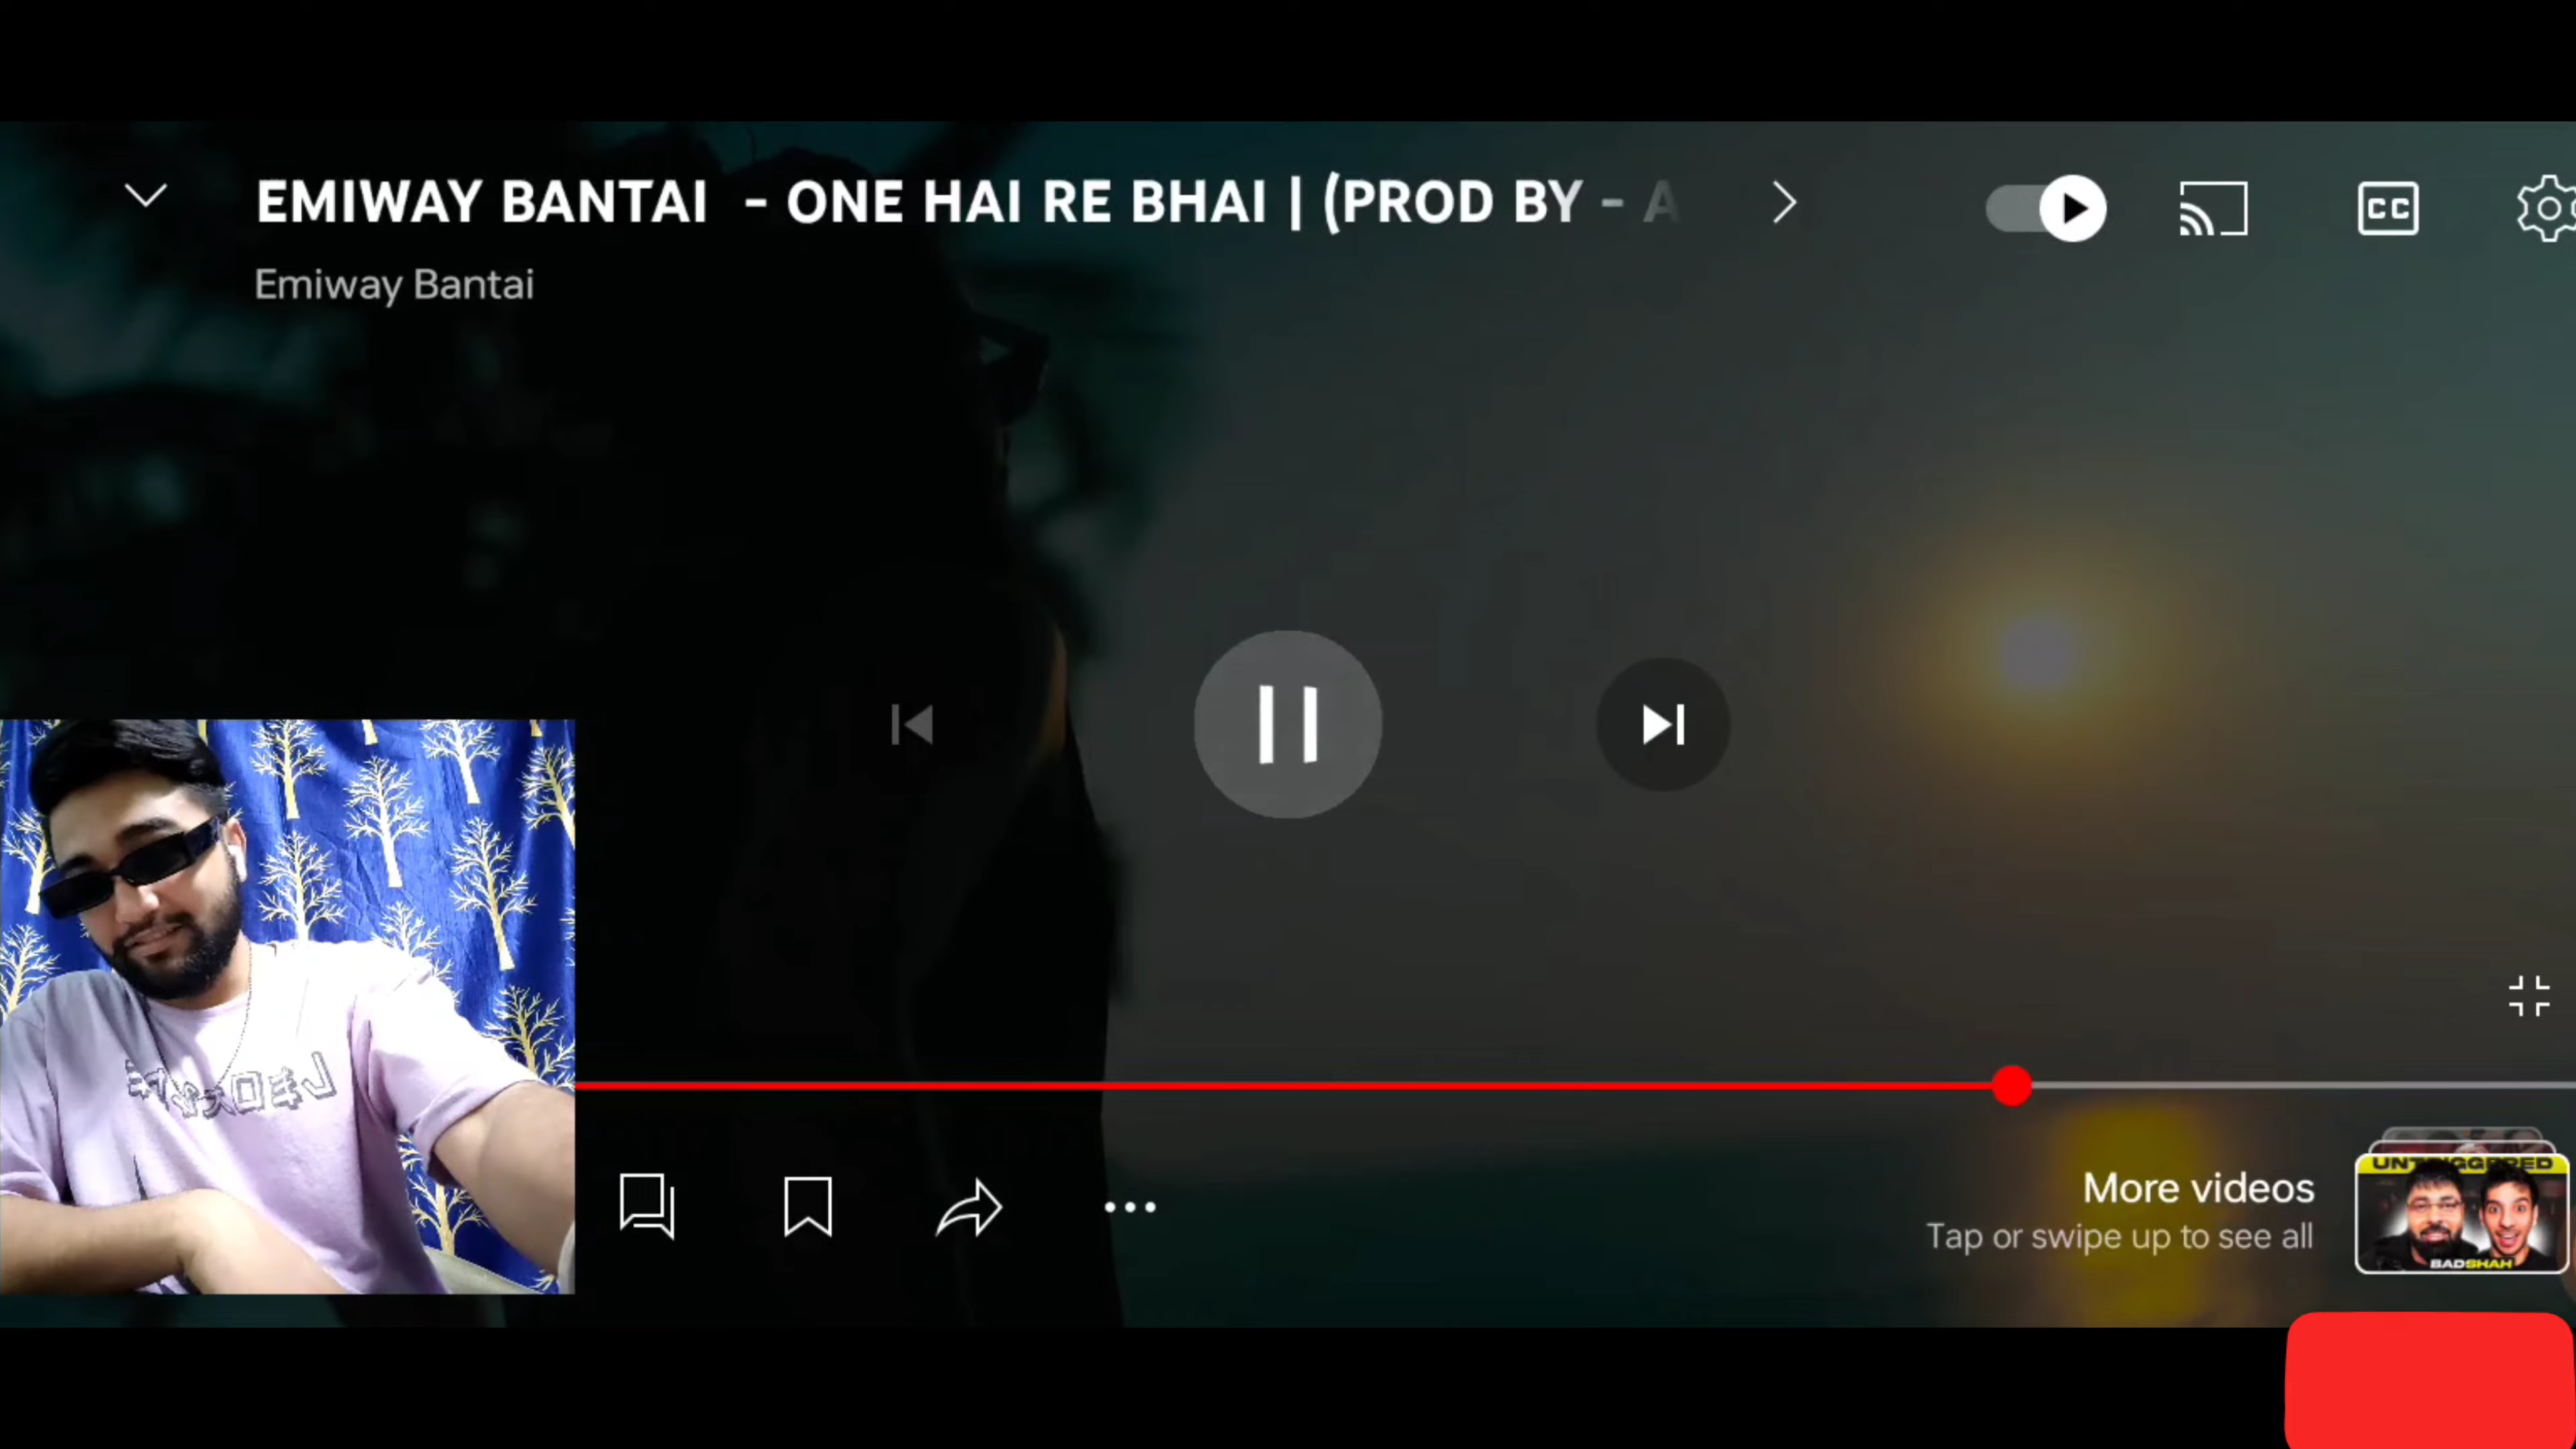 EMIWAY BANTAI - ONE HAI RE BHAI | (PROD BY - A
Emiway Bantai
CC
More videos
Tap or swipe up to see all
UNTRIGGERED
BADSHAH